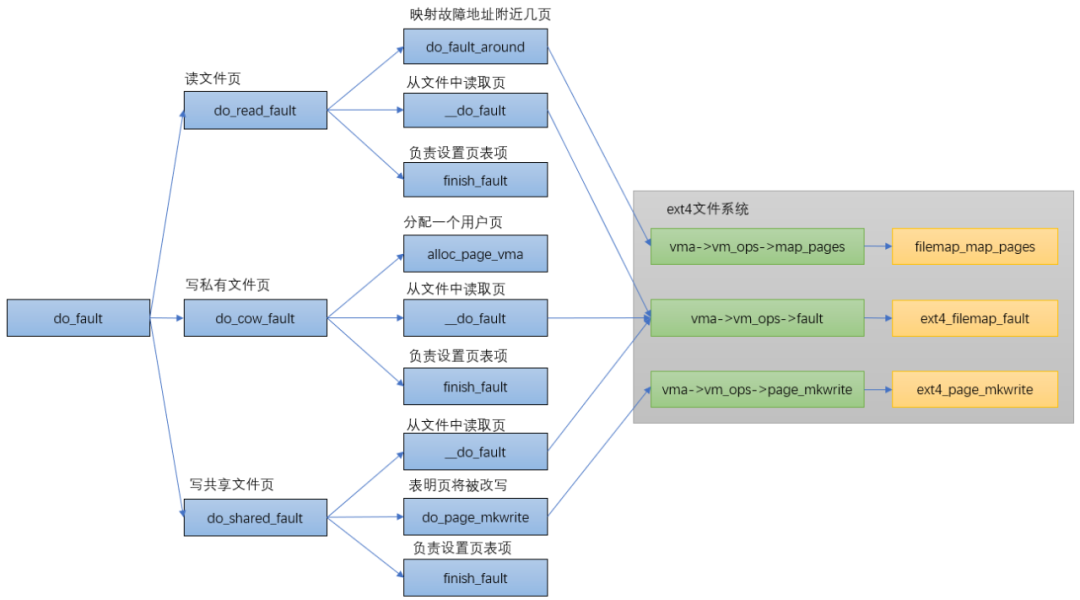 映射故障地址附近几页
do_fault_around
读文件页
从文件中读取页
do_read_fault
__do_fault
负责设置页表项
finish_fault
ext4文件系统
分配一个用户页
alloc_page_vma
vma->vm_ops->map_pages
filemap_map_pages
写私有文件页
从文件中读取页
do_fault
do_cow_fault
__do_fault
vma->vm_ops->fault
ext4_filemap_fault
负责设置页表项
finish_fault
vma->vm_ops->page_mkwrite
ext4_page_mkwrite
从文件中读取页
__do_fault
写共享文件页
表明页将被改写
do_shared_fault
do_page_mkwrite
负责设置页表项
finish_fault